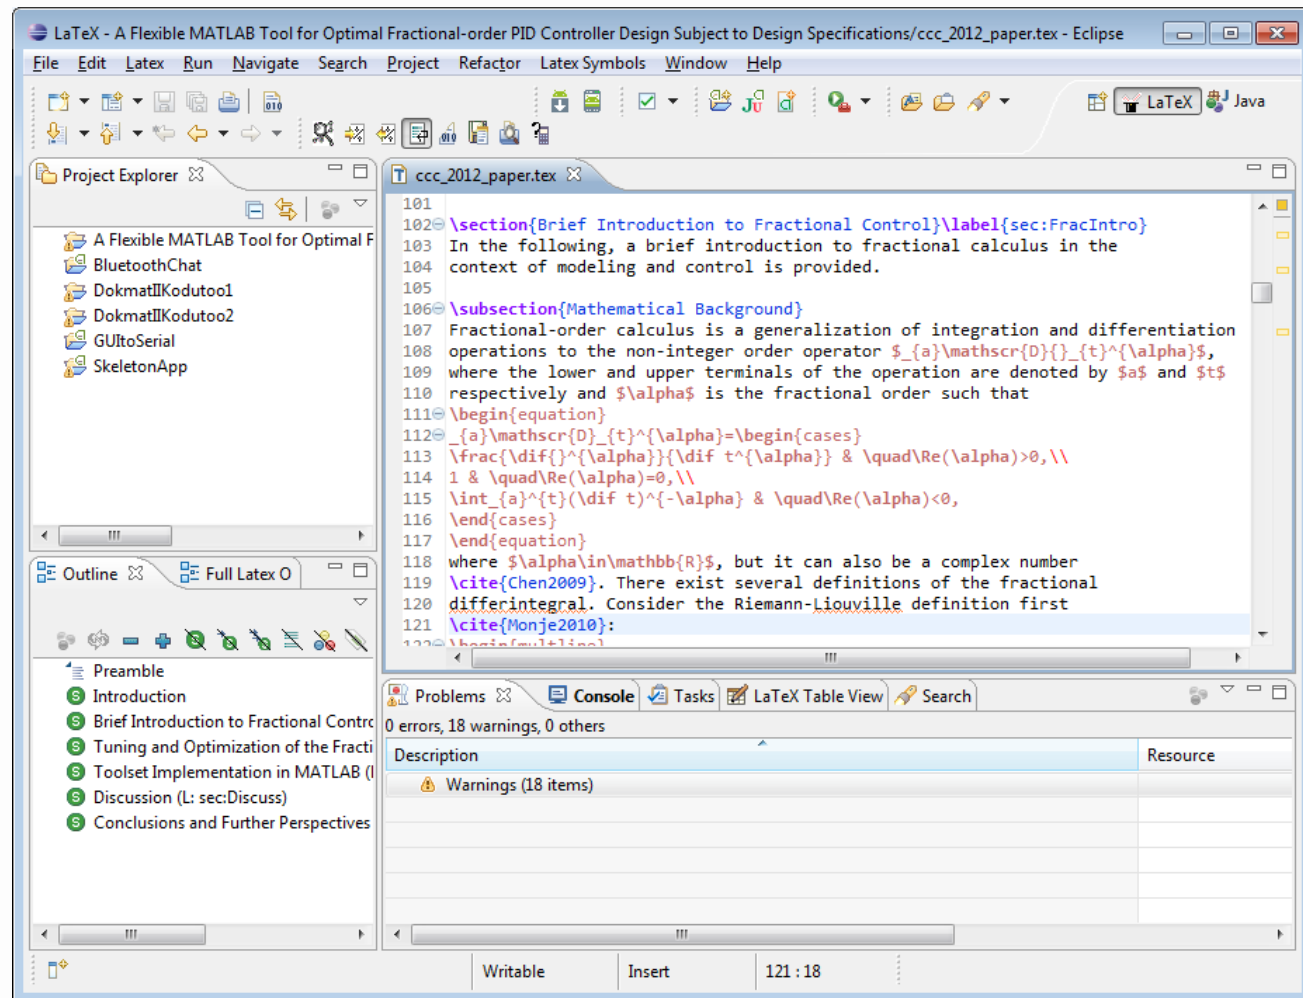 LaTeX - A Flexible MATLAB Tool for Optimal Fractional-order PID Controller Design Subject to Design Specifications/ccc_2012_paper.tex - Eclipse
File Edit Latex Run Navigate Search Project Refactor Latex Symbols Window Help
LaTeX Java
Project Explorer
A Flexible MATLAB Tool for Optimal F
BluetoothChat
DokmatIIKodutoo1
DokmatIIKodutoo2
GUItoSerial
SkeletonApp
ccc_2012_paper.tex
101
102 \section{Brief Introduction to Fractional Control}\label{sec:FracIntro}
103 In the following, a brief introduction to fractional calculus in the
104 context of modeling and control is provided.
105
106 \subsection{Mathematical Background}
107 Fractional-order calculus is a generalization of integration and differentiation
108 operations to the non-integer order operator $_{a}\mathscr{D}{}_{t}^{\alpha}$,
109 where the lower and upper terminals of the operation are denoted by $a$ and $t$
110 respectively and $\alpha$ is the fractional order such that
111 \begin{equation}
112 _{a}\mathscr{D}_{t}^{\alpha}=\begin{cases}
113 \frac{\dif{}^{\alpha}}{\dif t^{\alpha}} & \quad\Re(\alpha)>0,\\
114 1 & \quad\Re(\alpha)=0,\\
115 \int_{a}^{t}(\dif t)^{-\alpha} & \quad\Re(\alpha)<0,
116 \end{cases}
117 \end{equation}
118 where $\alpha\in\mathbb{R}$, but it can also be a complex number
119 \cite{Chen2009}. There exist several definitions of the fractional
120 differintegral. Consider the Riemann-Liouville definition first
121 \cite{Monje2010}:
122 \begin{multline}
Outline Full Latex O
Preamble
Introduction
Brief Introduction to Fractional Contrc
Tuning and Optimization of the Fracti
Toolset Implementation in MATLAB (l
Discussion (L: sec:Discuss)
Conclusions and Further Perspectives
Problems Console Tasks LaTeX Table View Search
0 errors, 18 warnings, 0 others
Description Resource
Warnings (18 items)
Writable Insert 121 : 18